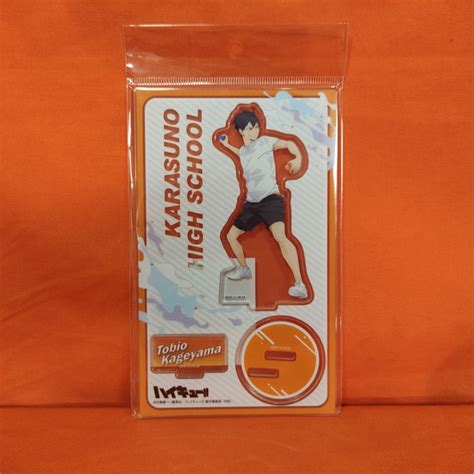 KARASUNO
HIGH SCHOOL
Tobio
Kageyama
ハイキュー!!